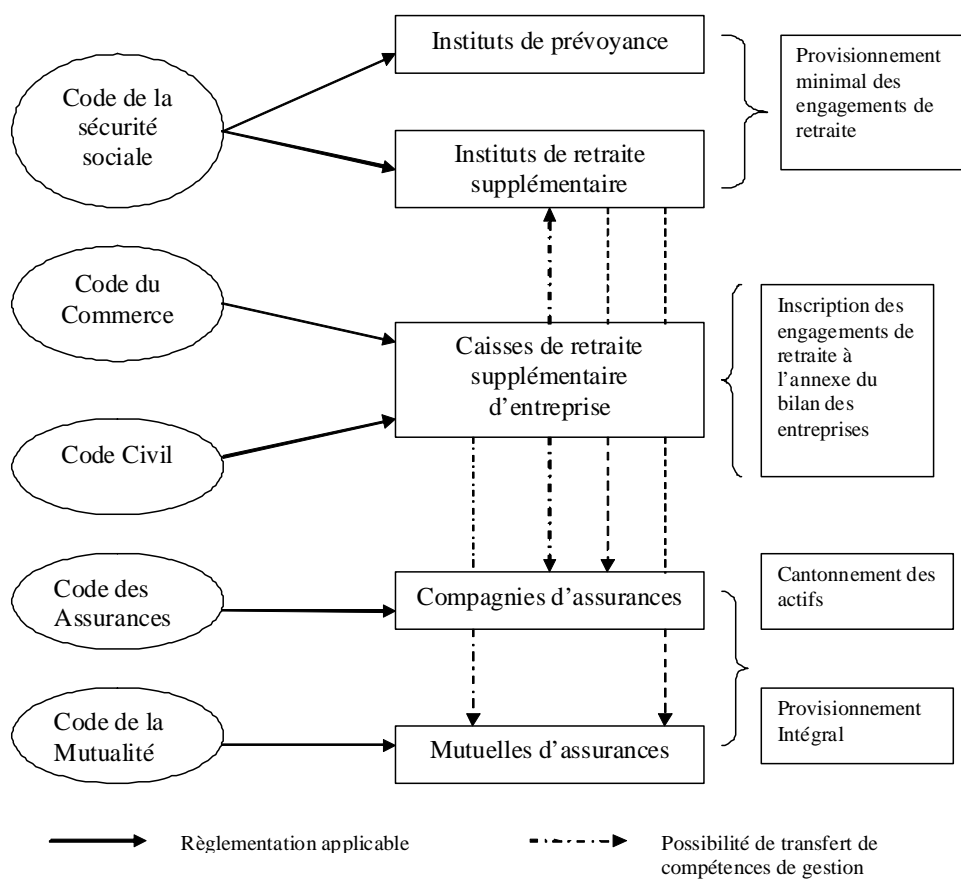 Code de la
sécurité
sociale
Instituts de prévoyance
Provisionnement
minimal des
engagements de
retraite
Instituts de retraite
supplémentaire
Code du
Commerce
Caisses de retraite
supplémentaire
d’entreprise
Inscription des
engagements de
retraite à
l’annexe du
bilan des
entreprises
Code Civil
Code des
Assurances
Compagnies d’assurances
Cantonnement des
actifs
Code de la
Mutualité
Mutuelles d’assurances
Provisionnement
Intégral
Règlementation applicable
Possibilité de transfert de
compétences de gestion